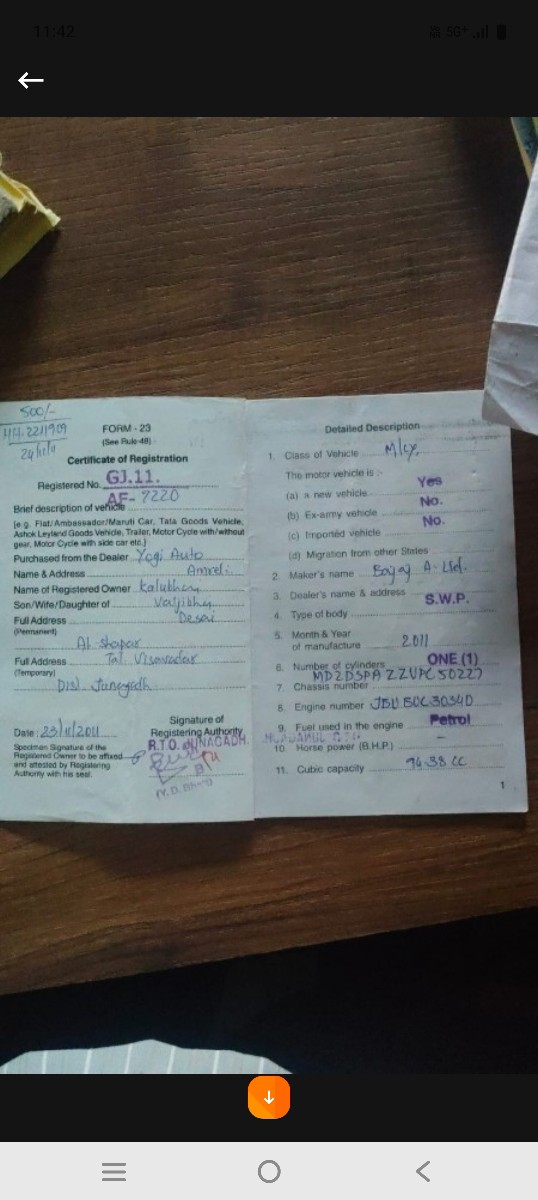 11:42
5G+
500/-
24/11/11
FORM - 23
(See Rule-48)
Certificate of Registration
Registered No. GJ.11.
AF- 7220
Brief description of vehicle
[e.g. Fiat/Ambassador/Maruti Car, Tata Goods Vehicle,
Ashok Leyland Goods Vehicle, Trailer, Motor Cycle with/without
gear, Motor Cycle with side car etc.]
Purchased from the Dealer Yogi Auto
Name & Address Amreli
Name of Registered Owner Kalubhay
Son/Wife/Daughter of Valjibhay
Full Address Desai
(Permanent)
At-shapar
Full Address Tal. Visavadar
(Temporary)
Dist Junagadh.
Date : 23/11/2011
Signature of
Registering Authority
R.T.O. JUNAGADH.
Specimen Signature of the
Registered Owner to be affixed
and attested by Registering
Authority with his seal.
Detailed Description
1. Class of Vehicle M/cy.
The motor vehicle is :-
(a) a new vehicle Yes
(b) Ex-army vehicle No.
(c) Imported vehicle No.
(d) Migration from other States
2. Maker's name Bajaj A. Ltd.
3. Dealer's name & address
4. Type of body S.W.P.
5. Month & Year
of manufacture 2011
6. Number of cylinders ONE (1)
MD2DSPAZZUPC50227
7. Chassis number
8. Engine number JBUBUC30340
9. Fuel used in the engine Petrol
10. Horse power (B.H.P.) -
11. Cubic capacity 94.38 CC
1